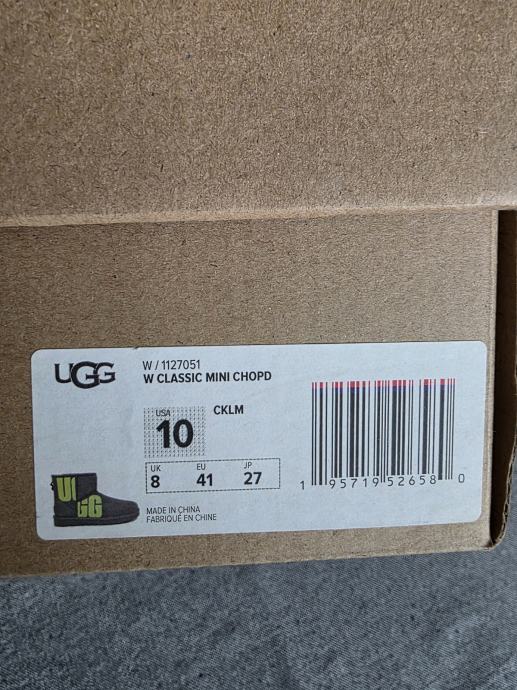 UGG
W / 1127051
W CLASSIC MINI CHOPD
USA
10
CKLM
UK EU JP
8 41 27
UGG
MADE IN CHINA
FABRIQUÉ EN CHINE
1 95719 52658 0